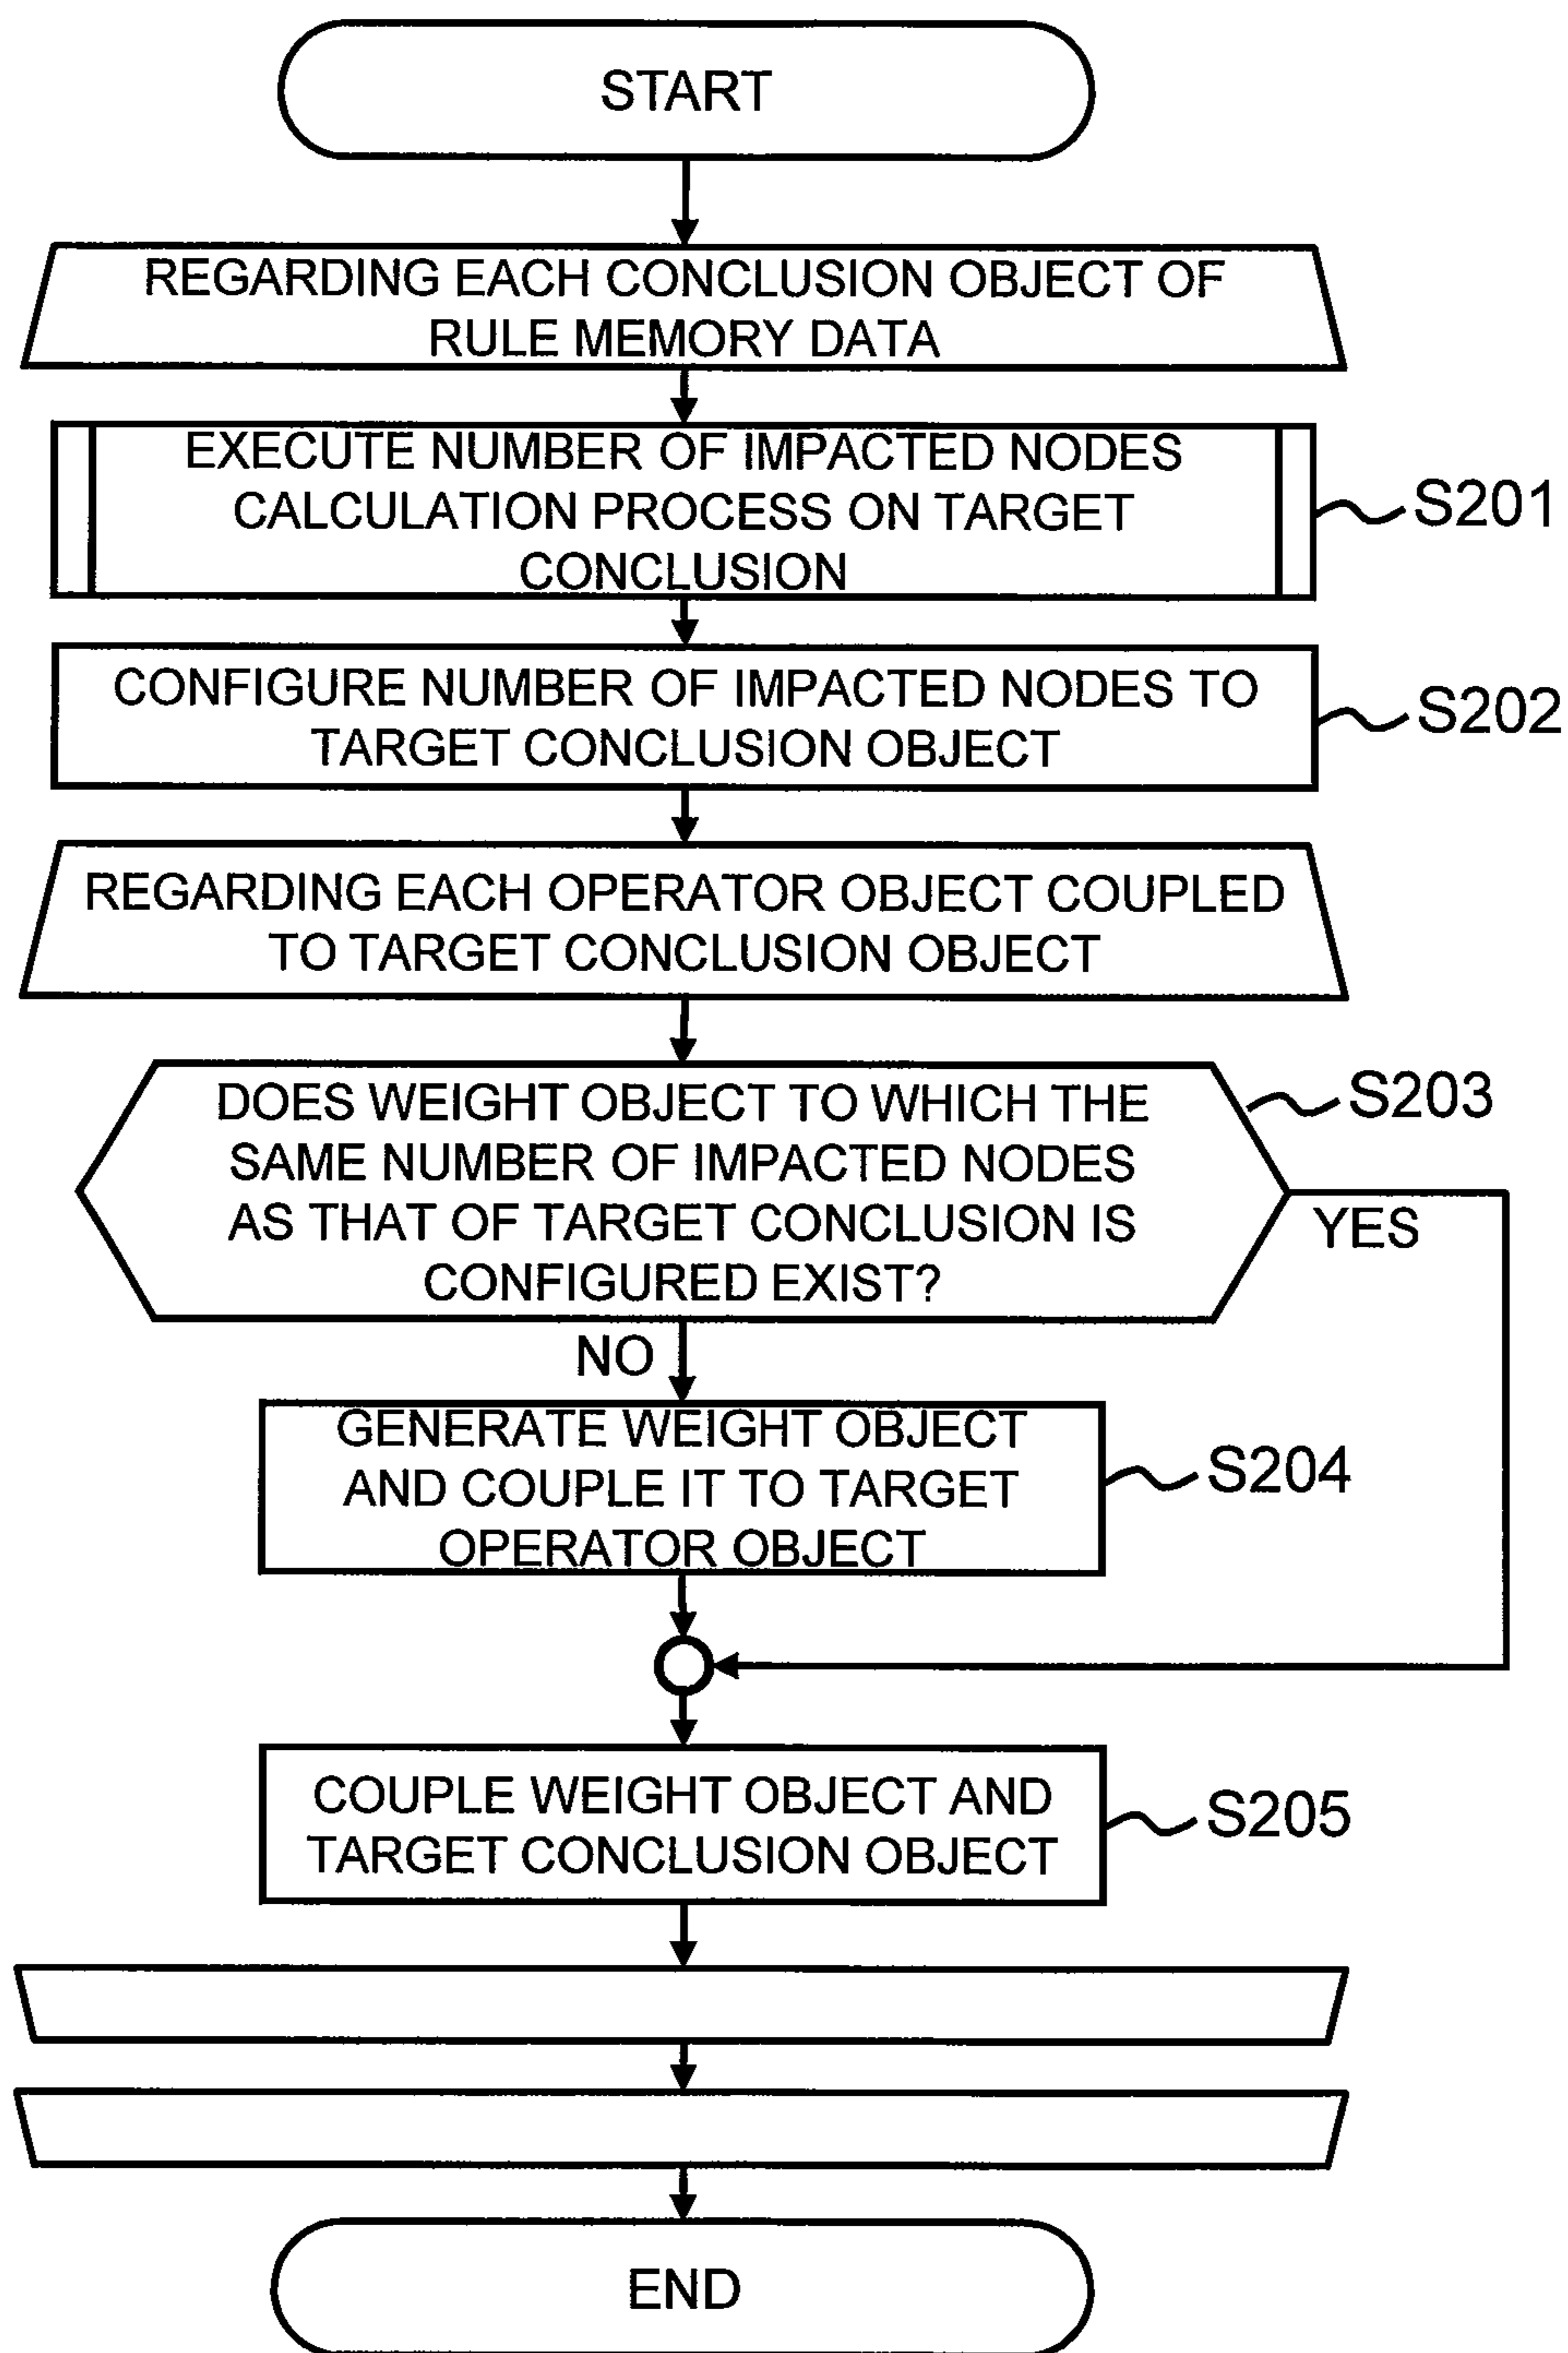 START
REGARDING EACH CONCLUSION OBJECT OF
RULE MEMORY DATA
EXECUTE NUMBER OF IMPACTED NODES
CALCULATION PROCESS ON TARGET
CONCLUSION
S201
CONFIGURE NUMBER OF IMPACTED NODES TO
TARGET CONCLUSION OBJECT
S202
REGARDING EACH OPERATOR OBJECT COUPLED
TO TARGET CONCLUSION OBJECT
DOES WEIGHT OBJECT TO WHICH THE
SAME NUMBER OF IMPACTED NODES
AS THAT OF TARGET CONCLUSION IS
CONFIGURED EXIST?
S203
YES
NO
GENERATE WEIGHT OBJECT
AND COUPLE IT TO TARGET
OPERATOR OBJECT
S204
COUPLE WEIGHT OBJECT AND
TARGET CONCLUSION OBJECT
S205
END